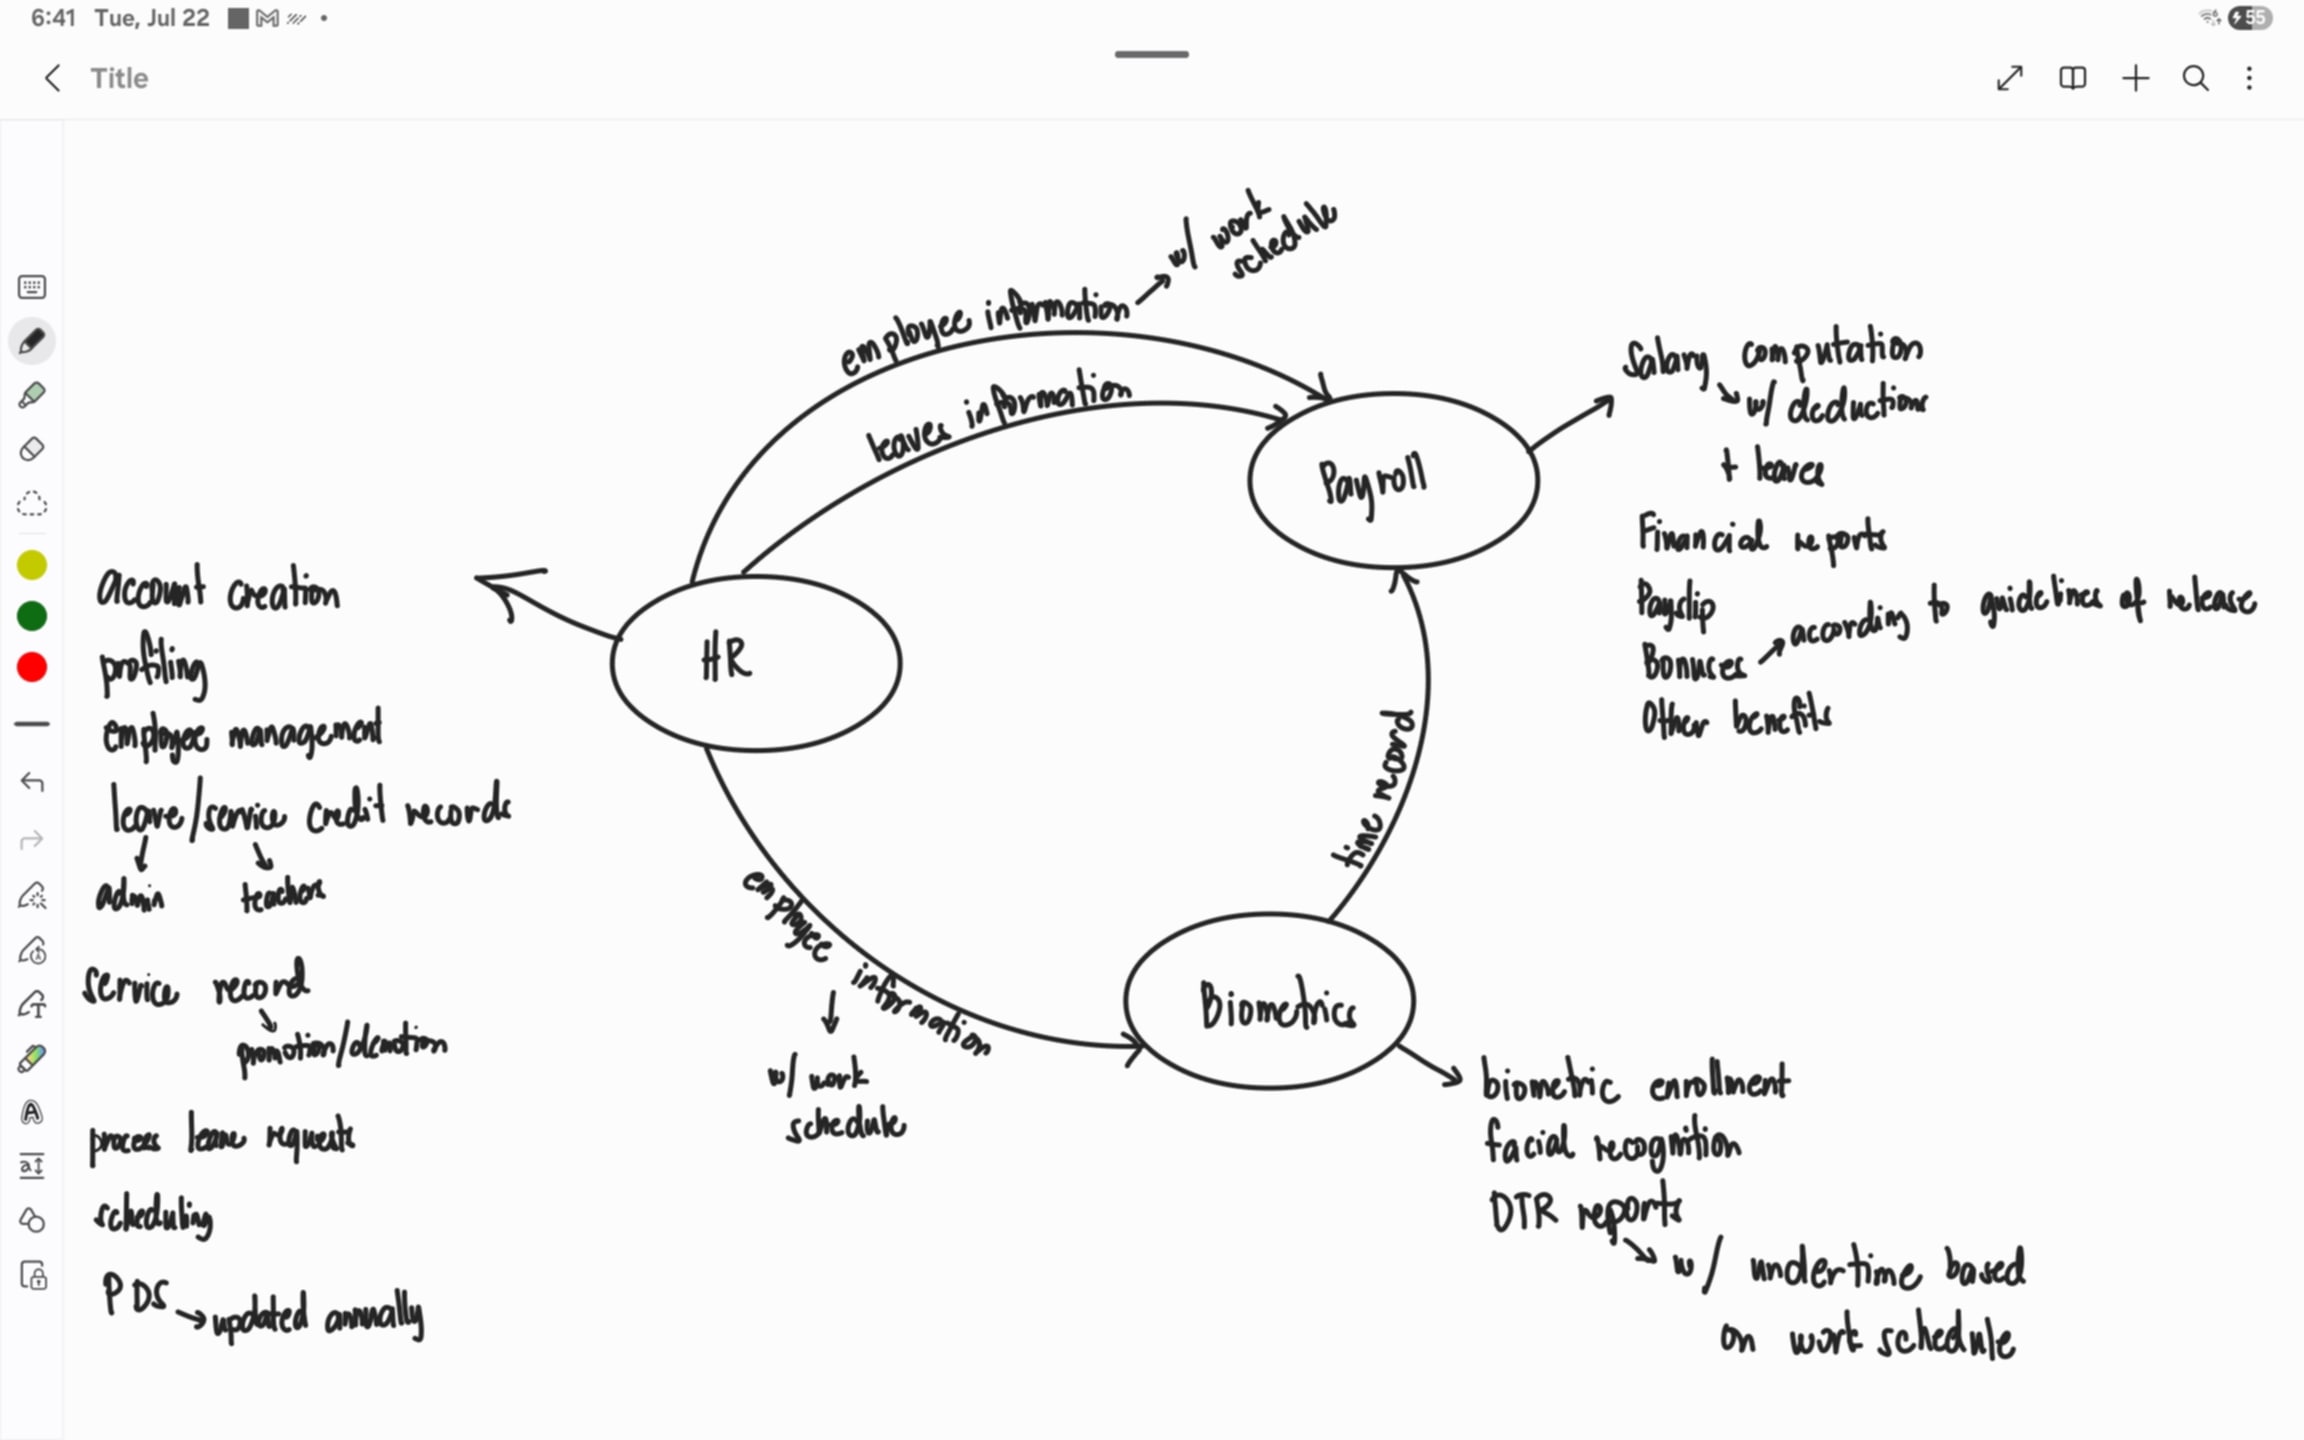 6:41 Tue, Jul 22
55
Title
w/ work
schedule
employee information
leaves information
Salary computation
w/ deductions
+ leaves
Payroll
Financial reports
Payslip
according to guidelines of release
Bonuses
Other benefits
HR
account creation
profiling
employee management
leave/service credit records
admin teachers
service record
promotion/demotion
process leave requests
scheduling
PDS
updated annually
employee information
w/ work
schedule
time record
Biometrics
biometric enrollment
facial recognition
DTR reports
w/ undertime based
on work schedule